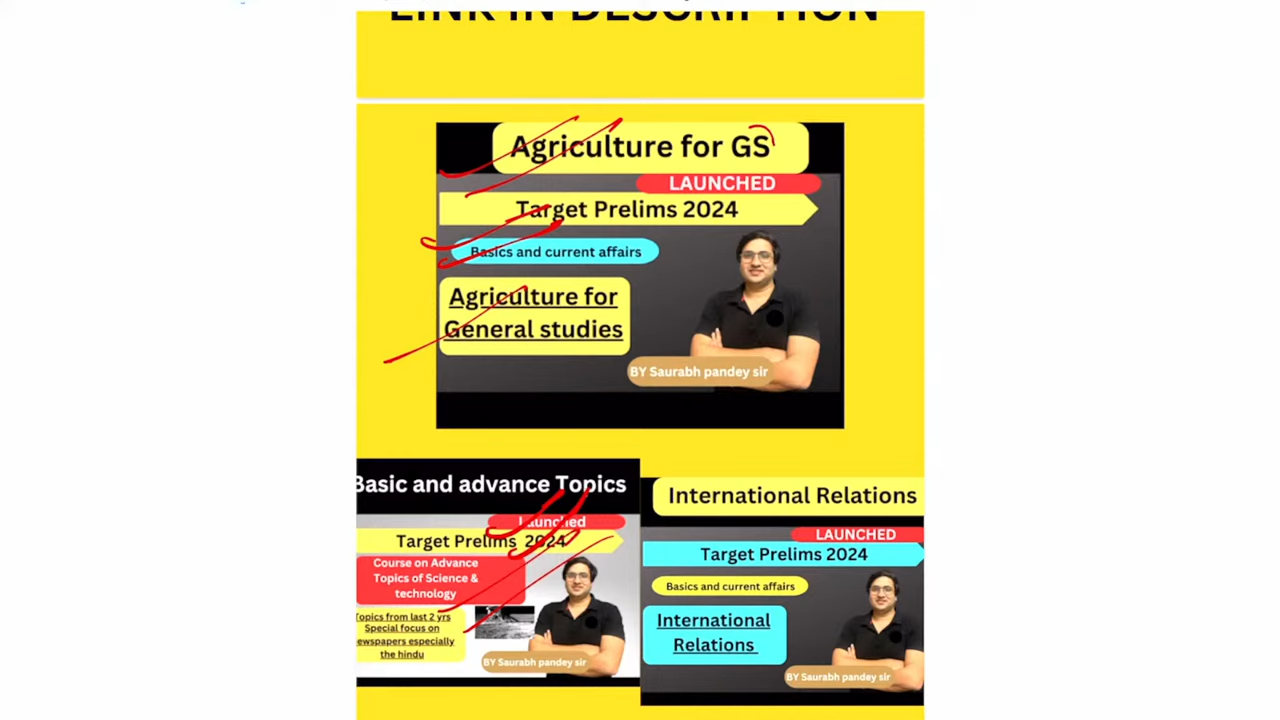 LINK IN DESCRIPTION
Agriculture for GS
LAUNCHED
Target Prelims 2024
Basics and current affairs
Agriculture for
General studies
BY Saurabh pandey sir
Basic and advance Topics
Launched
Target Prelims 2024
Course on Advance
Topics of Science &
technology
Topics from last 2 yrs
Special focus on
ewspapers especially
the hindu
BY Saurabh pandey sir
International Relations
LAUNCHED
Target Prelims 2024
Basics and current affairs
International
Relations
BY Saurabh pandey sir